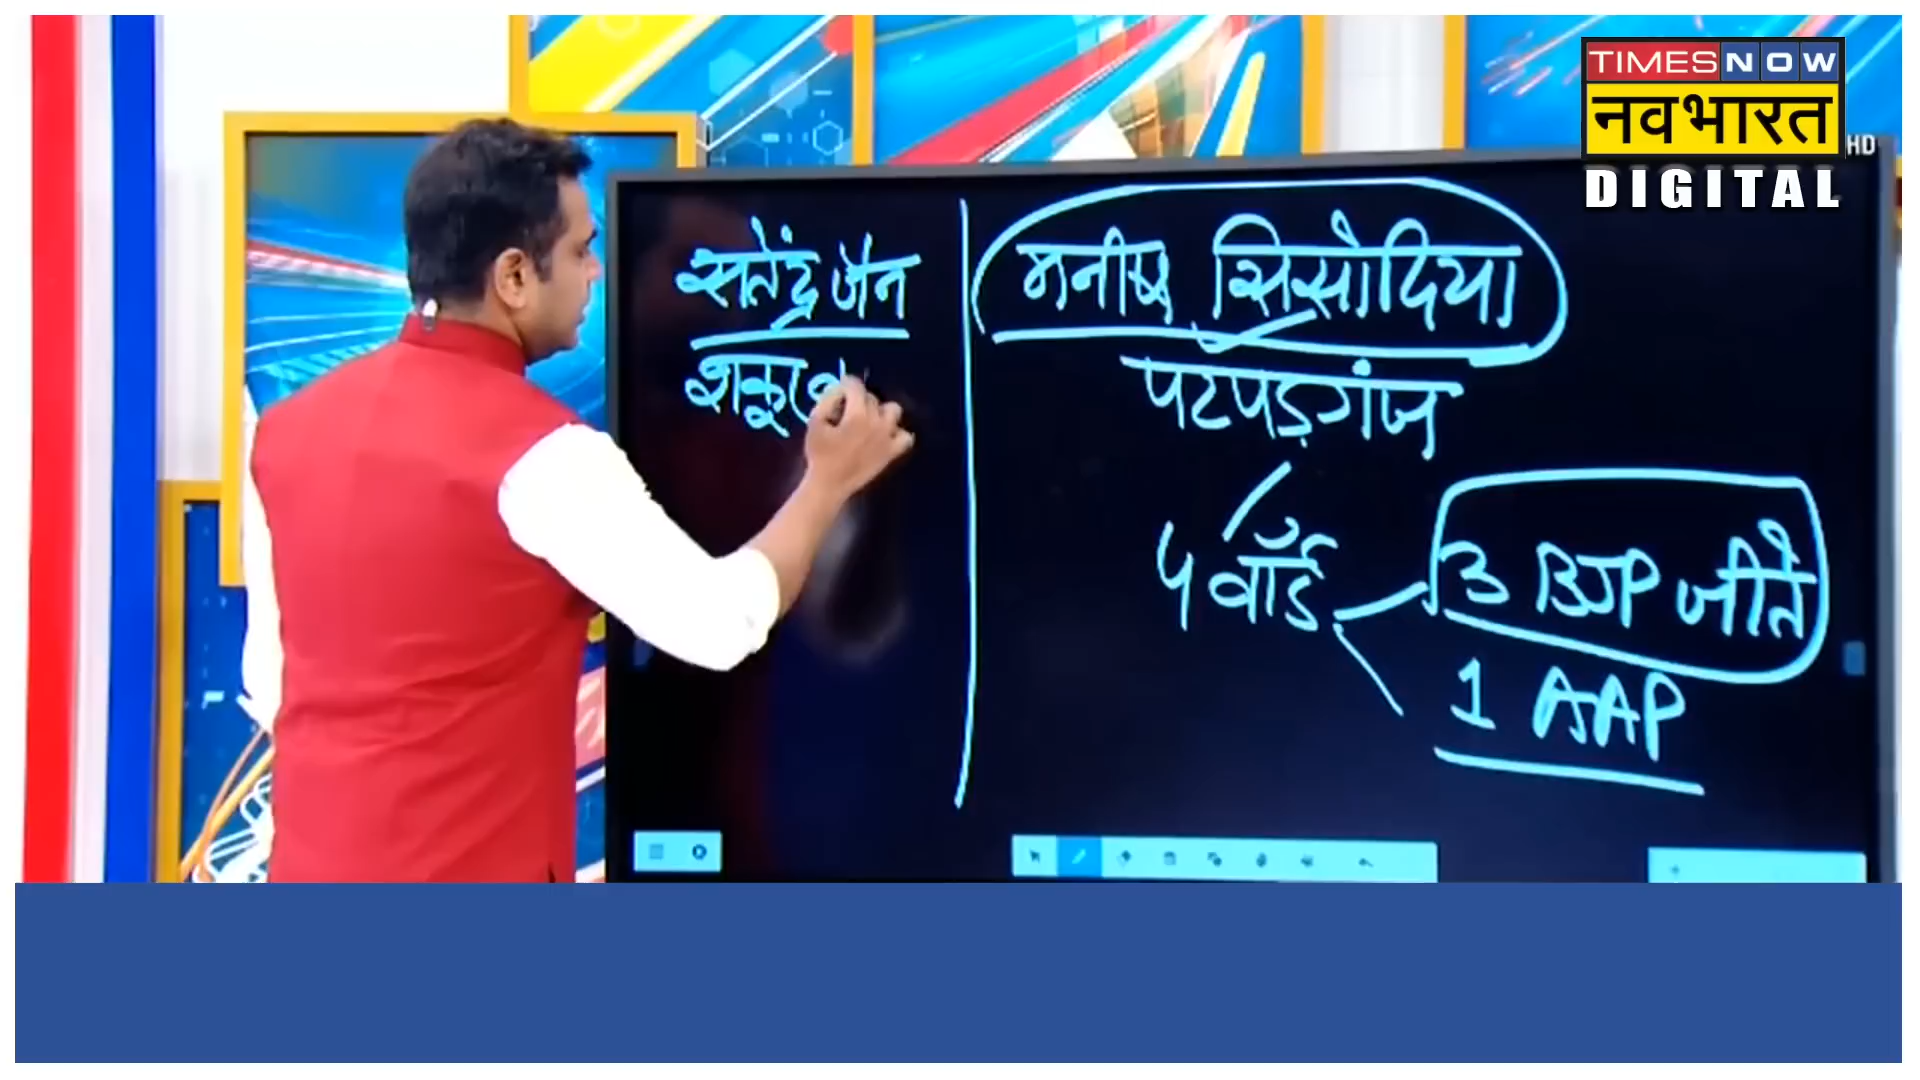 TIMES NOW
नवभारत
HD
DIGITAL
सतेंद्र जैन
मनीष सिसोदिया
पटपड़गंज
4 वॉर्ड
3 BJP जीते
1 AAP